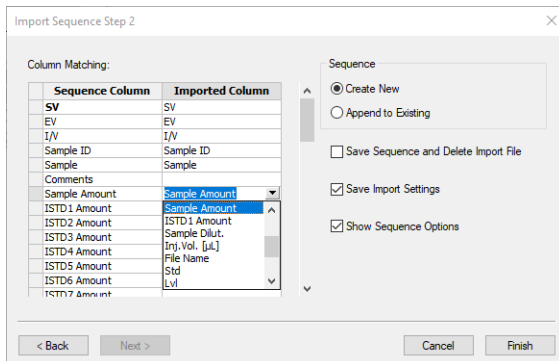 Import Sequence Step 2
Column Matching:
Sequence Column Imported Column
SV SV
EV EV
I/V I/V
Sample ID Sample ID
Sample Sample
Comments
Sample Amount Sample Amount
ISTD1 Amount Sample Amount
ISTD2 Amount ISTD1 Amount
ISTD3 Amount Sample Dilut.
ISTD4 Amount Inj.Vol. [µL]
ISTD5 Amount File Name
ISTD6 Amount Std
ISTD7 Amount Lvl
Sequence
Create New
Append to Existing
Save Sequence and Delete Import File
Save Import Settings
Show Sequence Options
< Back Next > Cancel Finish